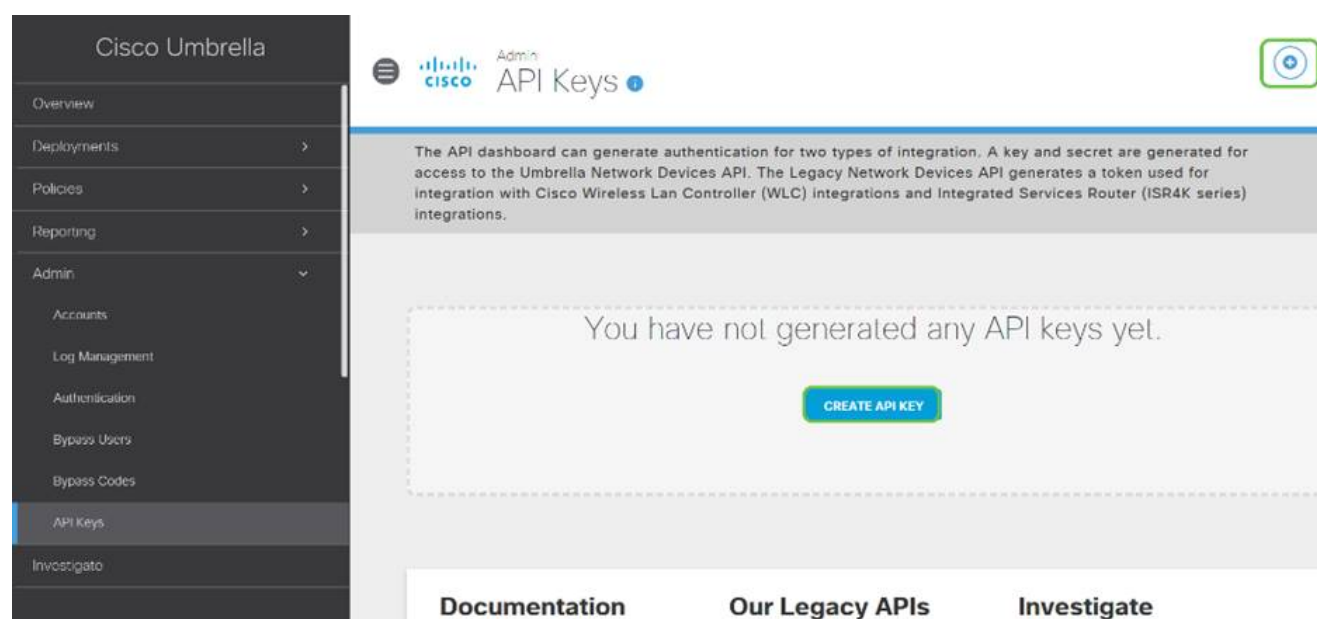 Cisco Umbrella
Overview
Deployments
Policies
Reporting
Admin
Accounts
Log Management
Authentication
Bypass Users
Bypass Codes
API Keys
Investigate
cisco
Admin
API Keys
The API dashboard can generate authentication for two types of integration. A key and secret are generated for
access to the Umbrella Network Devices API. The Legacy Network Devices API generates a token used for
integration with Cisco Wireless Lan Controller (WLC) integrations and Integrated Services Router (ISR4K series)
integrations.
You have not generated any API keys yet.
CREATE API KEY
Documentation
Our Legacy APIs
Investigate